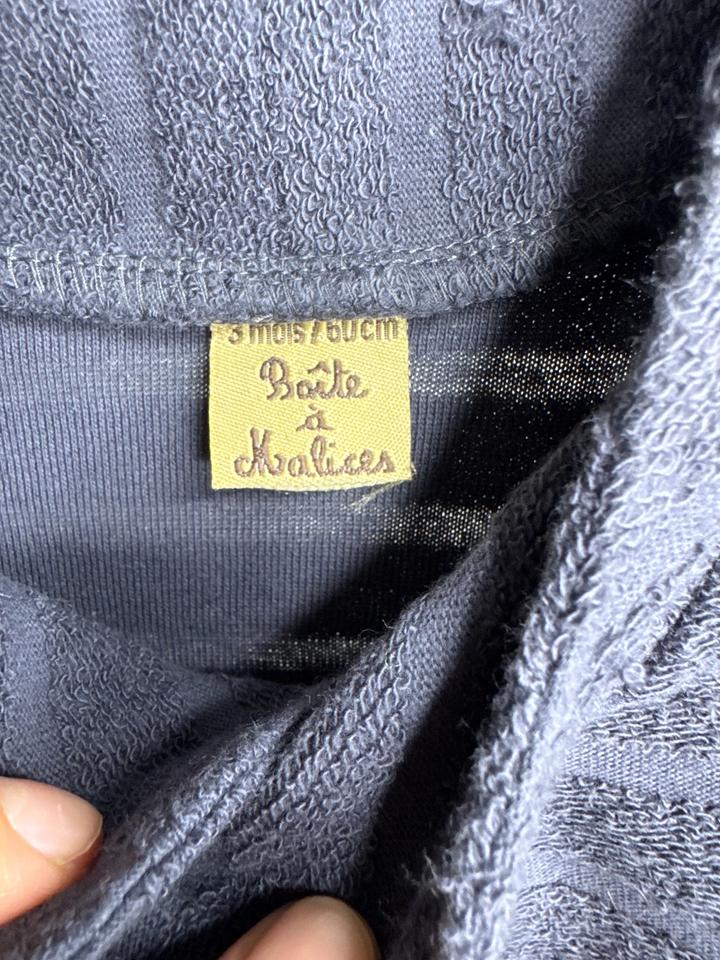 3 mois / 60 cm
Boîte
à
Malices